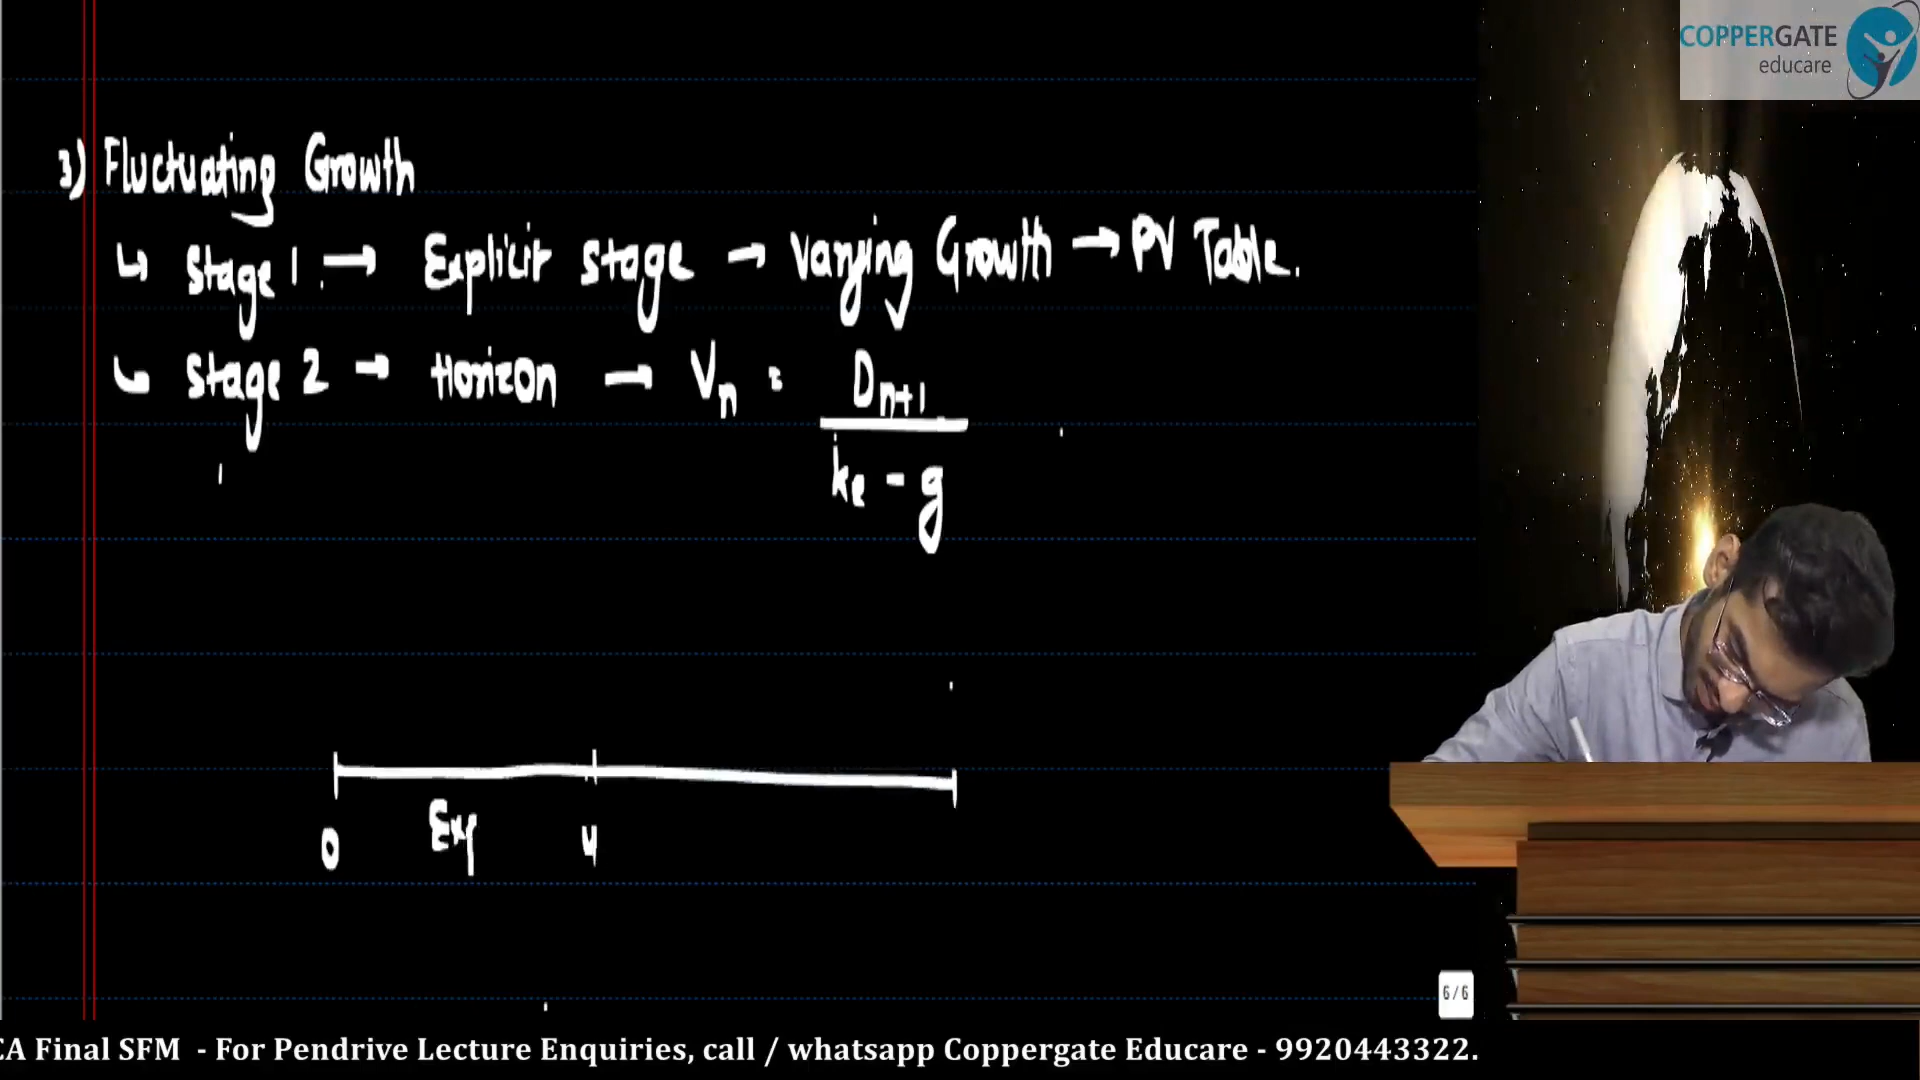 COPPERGATE
educare
3) Fluctuating Growth
↳ Stage 1 → Explicit stage → Varying Growth → PV Table.
↳ Stage 2 → Horizon → Vn = Dn+1 / ke - g
0 Exp 4
6/6
CA Final SFM - For Pendrive Lecture Enquiries, call / whatsapp Coppergate Educare - 9920443322.